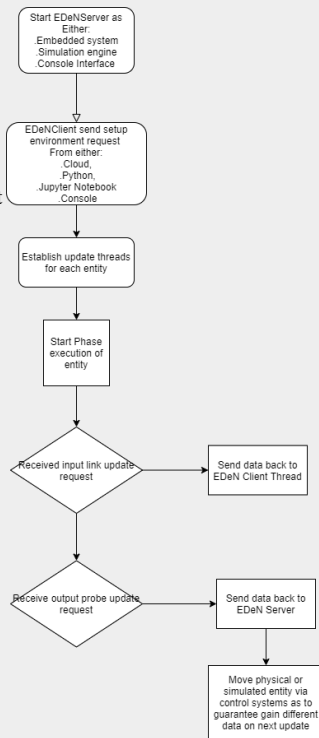 Start EDeNServer as
Either:
.Embedded system
.Simulation engine
.Console Interface
EDeNClient send setup
environment request
From either:
.Cloud,
.Python,
.Jupyter Notebook
.Console
t
Establish update threads
for each entity
Start Phase
execution of
entity
Received input link update
request
Send data back to
EDeN Client Thread
Receive output probe update
request
Send data back to
EDeN Server
Move physical or
simulated entity via
control systems as to
guarantee gain different
data on next update